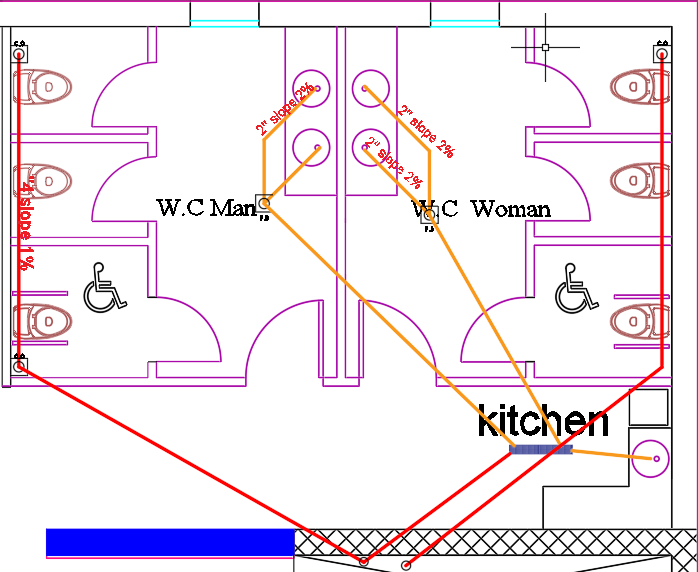 C.O
2" slope 2%
2" slope 2%
2" slope 2%
4" slope 1%
W.C Man
F.D
W.C Woman
F.D
kitchen